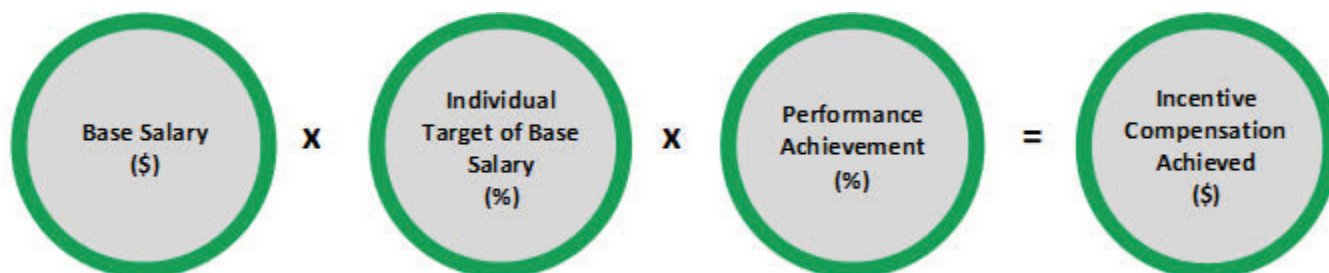 Base Salary
($)
x
Individual
Target of Base
Salary
(%)
x
Performance
Achievement
(%)
=
Incentive
Compensation
Achieved
($)